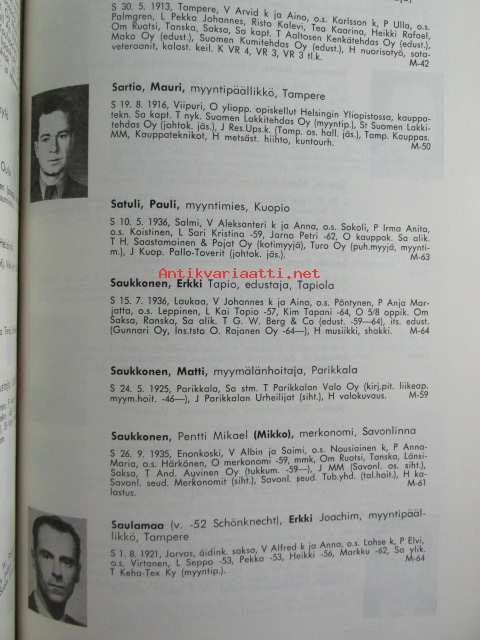 S 30. 5. 1913, Tampere, V Arvid k ja Aino, o.s. Karlsson k, P Ulla, o.s.
Palmgren, L Pekka Johannes, Risto Kalevi, Tea Kaarina, Heikki Rafael,
Om Ruotsi, Tanska, Saksa, Sa kapt. T Aaltosen Kenkätehdas Oy (edust.),
Mako Oy (edust.), Suomen Kumitehdas Oy (edust.), H nuorisotyö, sota-
veteraanit, kalast. keil. K VR 4, VR 3, VR 3 tl.k. M-42
Sartio, Mauri, myyntipäällikkö, Tampere
S 19. 8. 1916, Viipuri, O yliopp. opiskellut Helsingin Yliopistossa, kauppa-
tekn. Sa kapt. T nyk. Suomen Lakkitehdas Oy (myyntip.), St Suomen Lakki-
tehdas Oy (johtok. jäs.), J Res.Ups.k. (Tamp. os. hall. jäs.), Tamp. Kauppas.
MM, Kauppateknikot, H metsäst. hiihto, kuntourh. M-50
Satuli, Pauli, myyntimies, Kuopio
S 10. 5. 1936, Salmi, V Aleksanteri k ja Anna, o.s. Sokoli, P Irma Anita,
o.s. Koistinen, L Sari Kristina -59, Jarno Petri -62, O kauppok. Sa alik.
T H. Saastamoinen & Pojat Oy (kotimyyjä), Turo Oy (puh.myyjä, myynti-
m.), J Kuop. Pallo-Toverit (johtok. jäs.). M-63
Antikvariaatti.net
Saukkonen, Erkki Tapio, edustaja, Tapiola
S 15. 7. 1936, Laukaa, V Johannes k ja Aino, o.s. Pöntynen, P Anja Mar-
jatta, o.s. Leppinen, L Kai Tapio -57, Kim Tapani -64, O 5/8 oppik. Om
Saksa, Ranska, Sa alik. T G. W. Berg & Co (edust. -59—64), its. edust.
(Gunnari Oy, Ins.tsto O. Rajanen Oy -64—), H musiikki, shakki. M-64
Saukkonen, Matti, myymälänhoitaja, Parikkala
S 24. 5. 1925, Parikkala, Sa stm. T Parikkalan Valo Oy (kirj.pit. liikeap.
myym.hoit. -46—), J Parikkalan Urheilijat (siht.), H valokuvaus. M-59
Saukkonen, Pentti Mikael (Mikko), merkonomi, Savonlinna
S 26. 9. 1935, Enonkoski, V Albin ja Saimi, o.s. Nousiainen k, P Anna-
Maria, o.s. Härkönen, O merkonomi -59, mmk, Om Ruotsi, Tanska, Länsi-
Saksa, T And. Auvinen Oy (tukkum. -59—), J MM (Savonl. os. siht.),
Savonl. seud. Merkonomit (siht.), Savonl. seud. Tub.yhd. (tal.hoit.), H ka-
lastus. M-61
Saulamaa (v. -52 Schönknecht), Erkki Joachim, myyntipääl-
likkö, Tampere
S 1. 8. 1921, Jarvos, äidink. saksa, V Alfred k ja Anna, o.s. Lohse k, P Elvi,
o.s. Virtanen, L Seppo -53, Pekka -53, Heikki -56, Markku -62, Sa ylik.
T Keha-Tex Ky (myyntip.). M-64